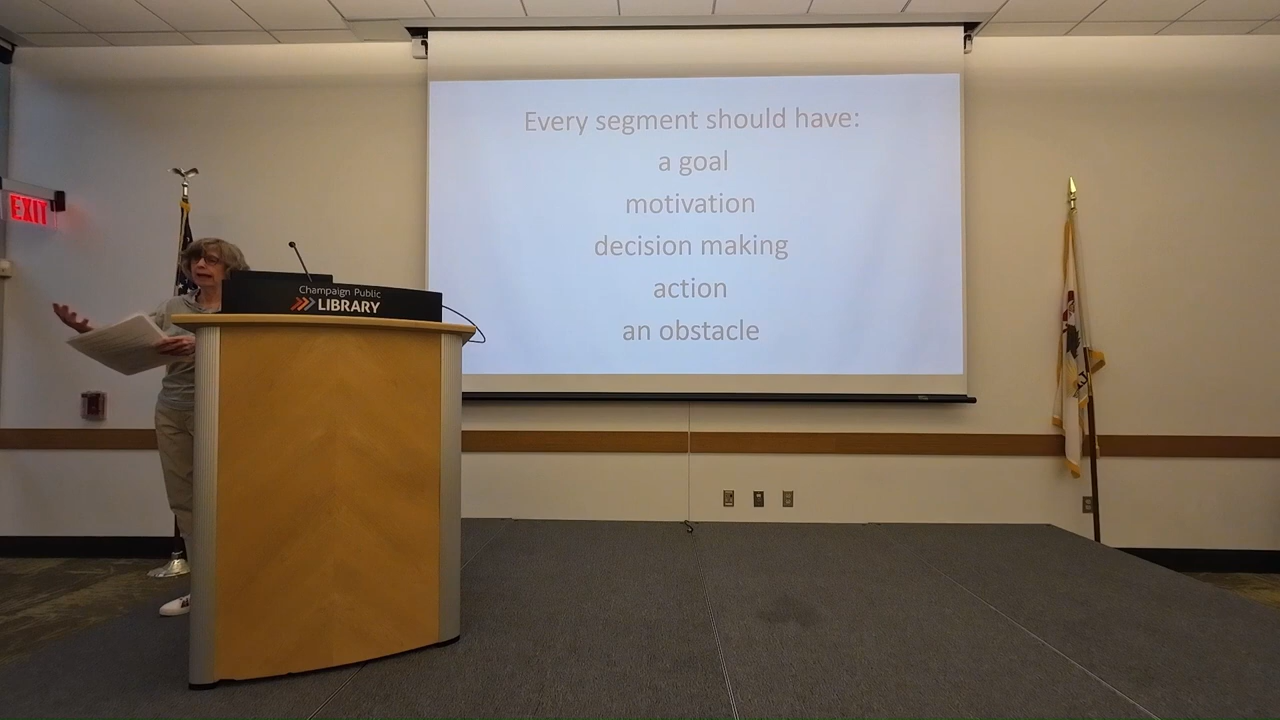 Every segment should have:
a goal
motivation
decision making
action
an obstacle
EXIT
Champaign Public
LIBRARY